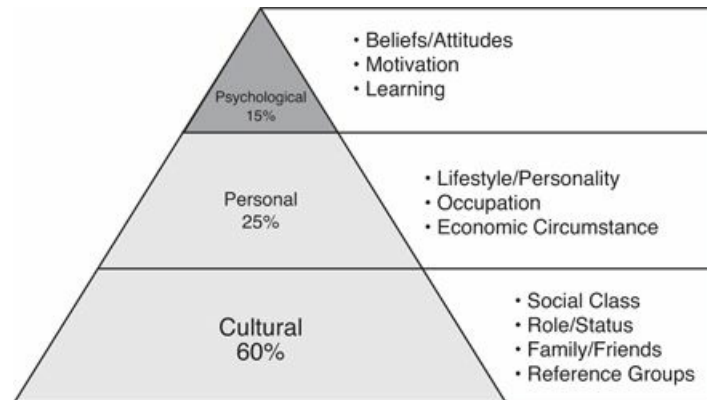 • Beliefs/Attitudes
• Motivation
• Learning
Psychological
15%
• Lifestyle/Personality
• Occupation
• Economic Circumstance
Personal
25%
• Social Class
• Role/Status
• Family/Friends
• Reference Groups
Cultural
60%